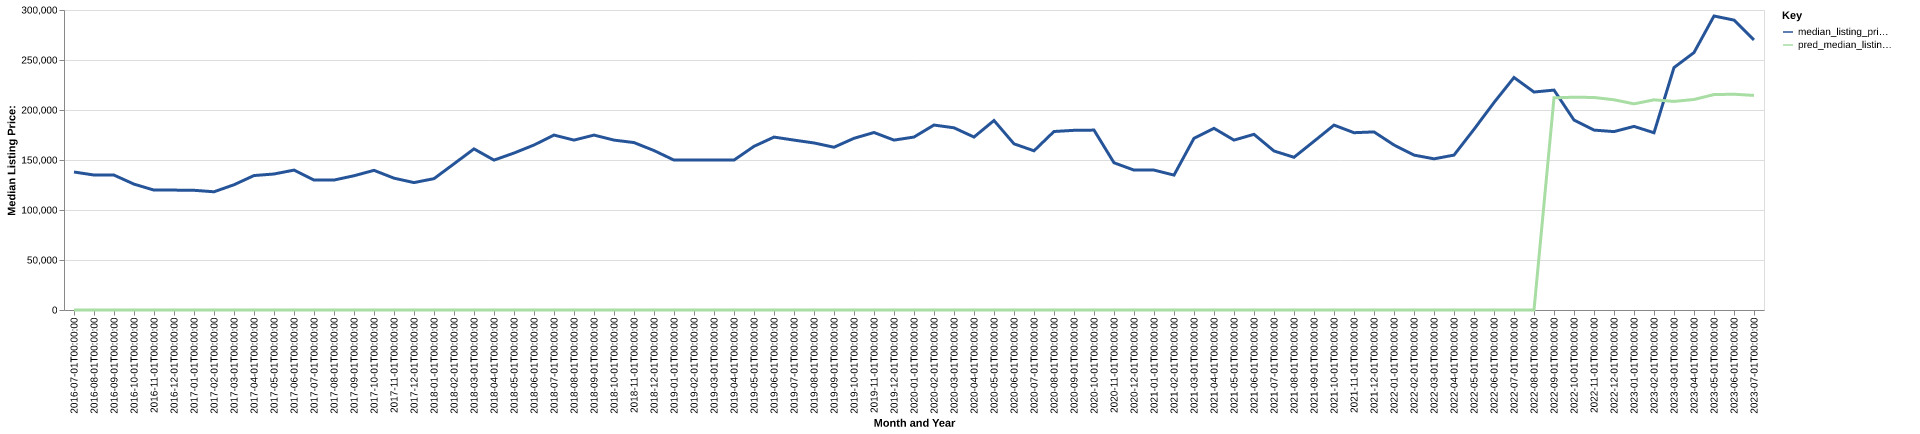 300,000
250,000
200,000
150,000
100,000
50,000
0
Median Listing Price:
2016-07-01T00:00:00
2016-08-01T00:00:00
2016-09-01T00:00:00
2016-10-01T00:00:00
2016-11-01T00:00:00
2016-12-01T00:00:00
2017-01-01T00:00:00
2017-02-01T00:00:00
2017-03-01T00:00:00
2017-04-01T00:00:00
2017-05-01T00:00:00
2017-06-01T00:00:00
2017-07-01T00:00:00
2017-08-01T00:00:00
2017-09-01T00:00:00
2017-10-01T00:00:00
2017-11-01T00:00:00
2017-12-01T00:00:00
2018-01-01T00:00:00
2018-02-01T00:00:00
2018-03-01T00:00:00
2018-04-01T00:00:00
2018-05-01T00:00:00
2018-06-01T00:00:00
2018-07-01T00:00:00
2018-08-01T00:00:00
2018-09-01T00:00:00
2018-10-01T00:00:00
2018-11-01T00:00:00
2018-12-01T00:00:00
2019-01-01T00:00:00
2019-02-01T00:00:00
2019-03-01T00:00:00
2019-04-01T00:00:00
2019-05-01T00:00:00
2019-06-01T00:00:00
2019-07-01T00:00:00
2019-08-01T00:00:00
2019-09-01T00:00:00
2019-10-01T00:00:00
2019-11-01T00:00:00
2019-12-01T00:00:00
2020-01-01T00:00:00
2020-02-01T00:00:00
2020-03-01T00:00:00
2020-04-01T00:00:00
2020-05-01T00:00:00
2020-06-01T00:00:00
2020-07-01T00:00:00
2020-08-01T00:00:00
2020-09-01T00:00:00
2020-10-01T00:00:00
2020-11-01T00:00:00
2020-12-01T00:00:00
2021-01-01T00:00:00
2021-02-01T00:00:00
2021-03-01T00:00:00
2021-04-01T00:00:00
2021-05-01T00:00:00
2021-06-01T00:00:00
2021-07-01T00:00:00
2021-08-01T00:00:00
2021-09-01T00:00:00
2021-10-01T00:00:00
2021-11-01T00:00:00
2021-12-01T00:00:00
2022-01-01T00:00:00
2022-02-01T00:00:00
2022-03-01T00:00:00
2022-04-01T00:00:00
2022-05-01T00:00:00
2022-06-01T00:00:00
2022-07-01T00:00:00
2022-08-01T00:00:00
2022-09-01T00:00:00
2022-10-01T00:00:00
2022-11-01T00:00:00
2022-12-01T00:00:00
2023-01-01T00:00:00
2023-02-01T00:00:00
2023-03-01T00:00:00
2023-04-01T00:00:00
2023-05-01T00:00:00
2023-06-01T00:00:00
2023-07-01T00:00:00
Month and Year
Key
median_listing_pri…
pred_median_listin…